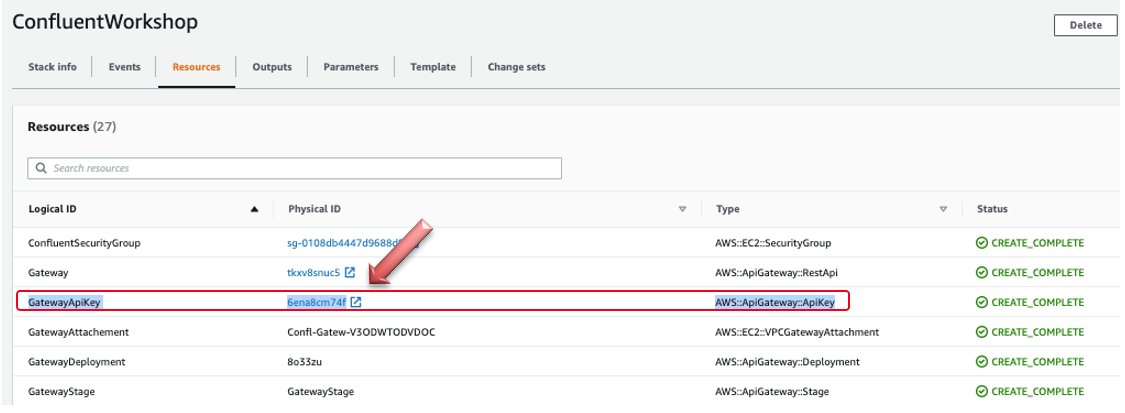 ConfluentWorkshop
Delete
Stack info Events Resources Outputs Parameters Template Change sets
Resources (27)
Search resources
Logical ID Physical ID Type Status
ConfluentSecurityGroup sg-0108db4447d9688d AWS::EC2::SecurityGroup CREATE_COMPLETE
Gateway tkxv8snuc5 AWS::ApiGateway::RestApi CREATE_COMPLETE
GatewayApiKey 6ena8cm74f AWS::ApiGateway::ApiKey CREATE_COMPLETE
GatewayAttachement Confl-Gatew-V3ODWTODVDOC AWS::EC2::VPCGatewayAttachment CREATE_COMPLETE
GatewayDeployment 8o33zu AWS::ApiGateway::Deployment CREATE_COMPLETE
GatewayStage GatewayStage AWS::ApiGateway::Stage CREATE_COMPLETE